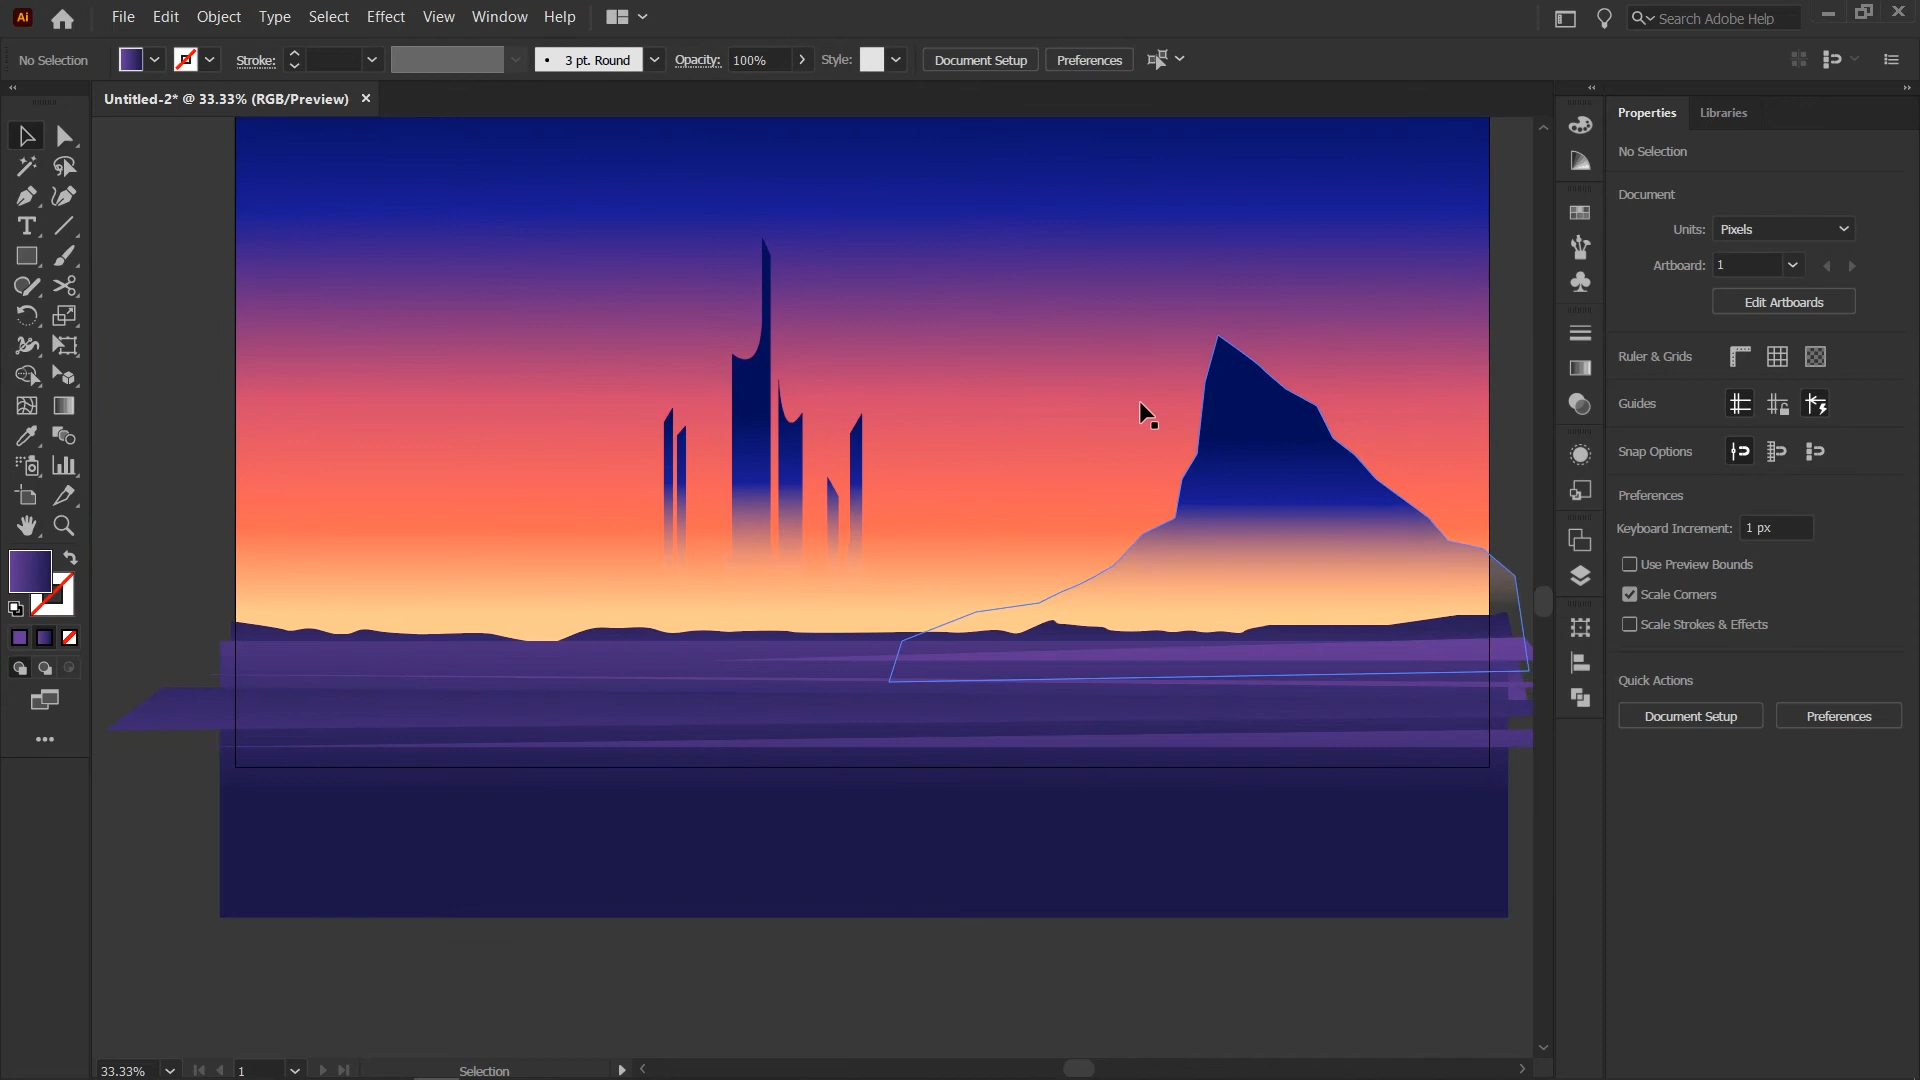 Ai File Edit Object Type Select Effect View Window Help Search Adobe Help
No Selection Stroke: 3 pt. Round Opacity: 100% Style: Document Setup Preferences
Untitled-2* @ 33.33% (RGB/Preview)
Properties Libraries
No Selection
Document
Units: Pixels
Artboard: 1
Edit Artboards
Ruler & Grids
Guides
Snap Options
Preferences
Keyboard Increment: 1 px
Use Preview Bounds
Scale Corners
Scale Strokes & Effects
Quick Actions
Document Setup Preferences
33.33% 1 Selection